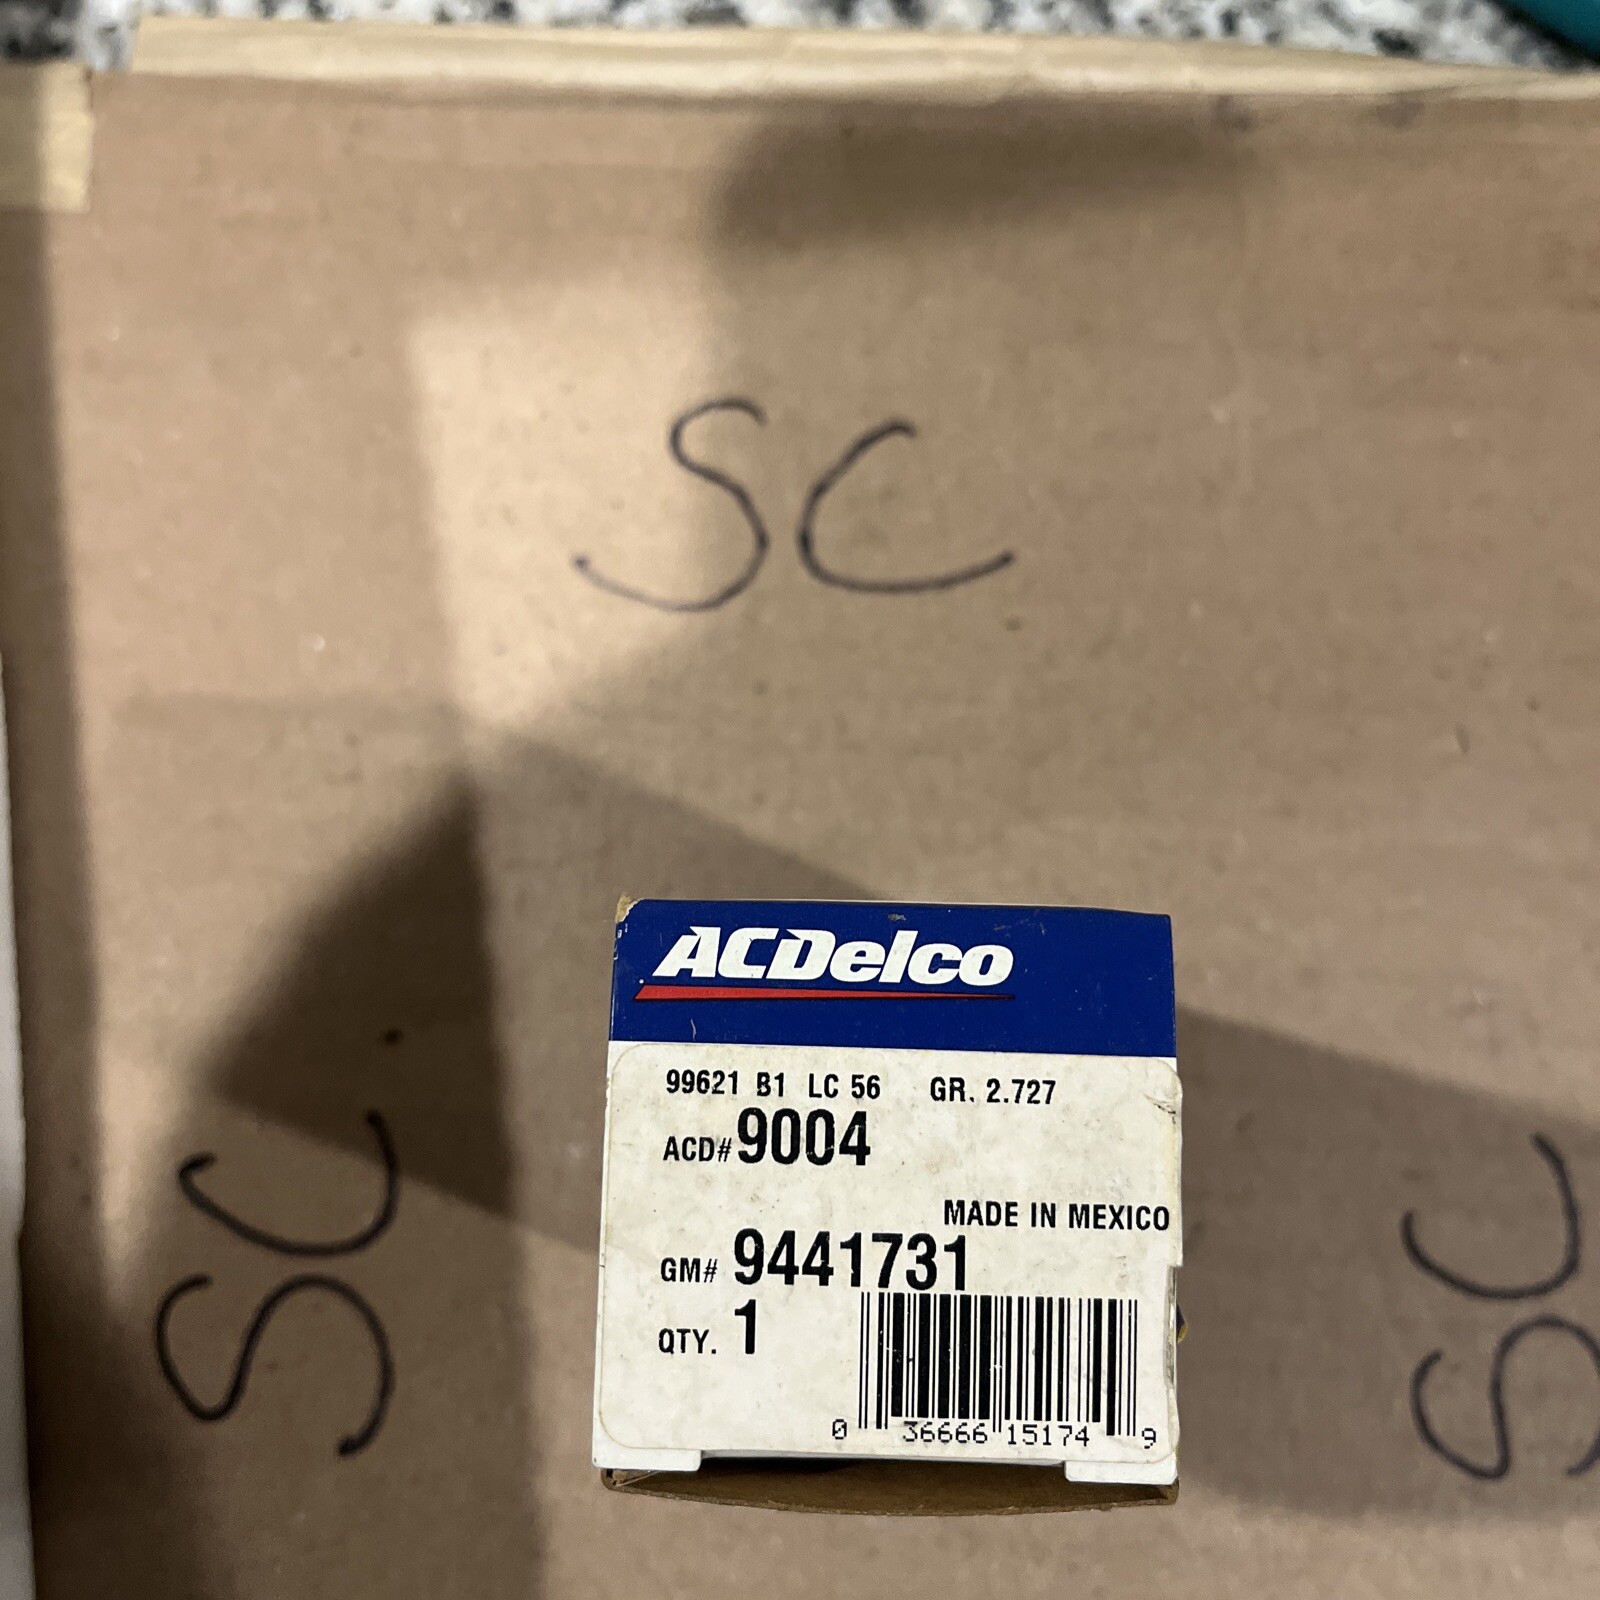 SC
ACDelco
99621 B1 LC 56 GR. 2.727
ACD# 9004
MADE IN MEXICO
GM# 9441731
QTY. 1
0 36666 15174 9
SC
SC